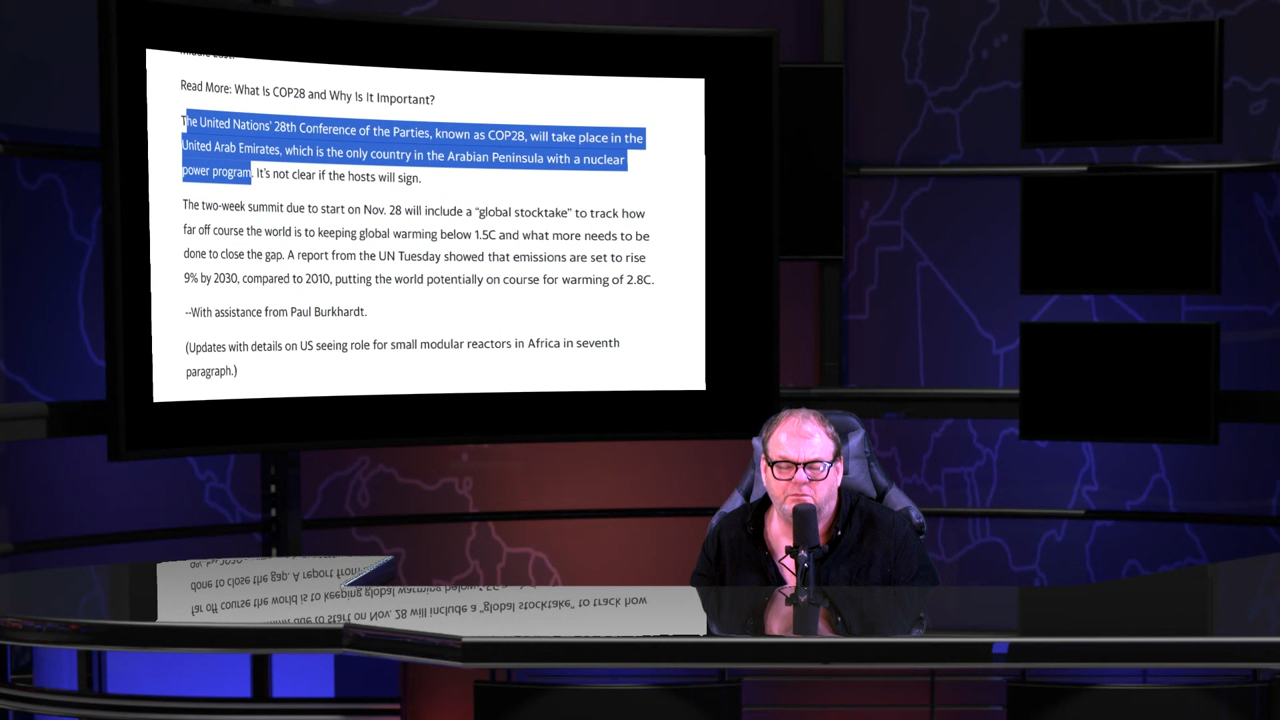 Read More: What Is COP28 and Why Is It Important?
The United Nations' 28th Conference of the Parties, known as COP28, will take place in the
United Arab Emirates, which is the only country in the Arabian Peninsula with a nuclear
power program. It's not clear if the hosts will sign.
The two-week summit due to start on Nov. 28 will include a “global stocktake” to track how
far off course the world is to keeping global warming below 1.5C and what more needs to be
done to close the gap. A report from the UN Tuesday showed that emissions are set to rise
9% by 2030, compared to 2010, putting the world potentially on course for warming of 2.8C.
--With assistance from Paul Burkhardt.
(Updates with details on US seeing role for small modular reactors in Africa in seventh
paragraph.)